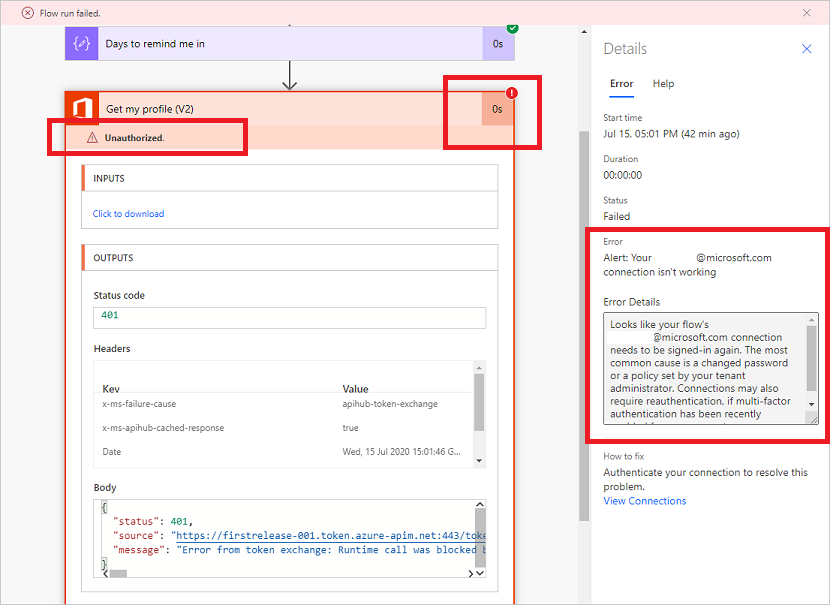 Flow run failed.
Days to remind me in
0s
Get my profile (V2)
0s
Unauthorized.
INPUTS
Click to download
OUTPUTS
Status code
401
Headers
Key Value
x-ms-failure-cause apihub-token-exchange
x-ms-apihub-cached-response true
Date Wed, 15 Jul 2020 15:01:46 G...
Body
{
"status": 401,
"source": "https://firstrelease-001.token.azure-apim.net:443/toke
"message": "Error from token exchange: Runtime call was blocked b
}
Details
Error Help
Start time
Jul 15, 05:01 PM (42 min ago)
Duration
00:00:00
Status
Failed
Error
Alert: Your @microsoft.com
connection isn't working
Error Details
Looks like your flow's
@microsoft.com connection
needs to be signed-in again. The most
common cause is a changed password
or a policy set by your tenant
administrator. Connections may also
require reauthentication, if multi-factor
authentication has been recently
How to fix
Authenticate your connection to resolve this
problem.
View Connections